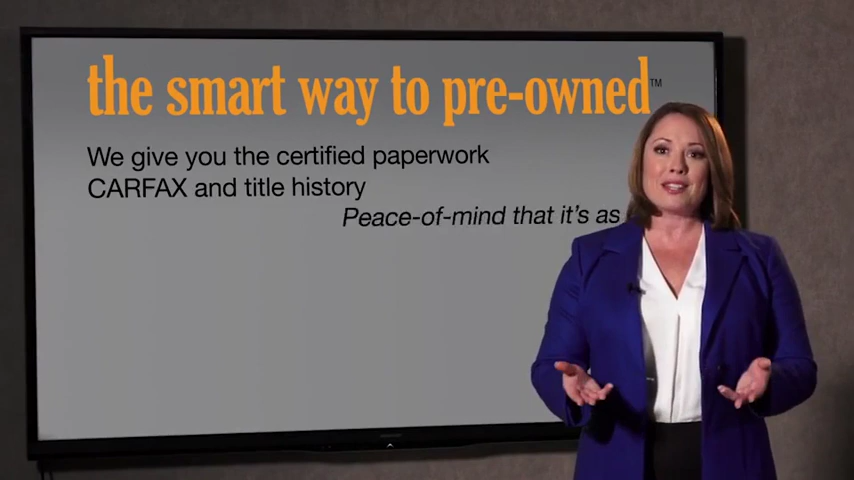 the smart way to pre-owned™
We give you the certified paperwork
CARFAX and title history
Peace-of-mind that it's as